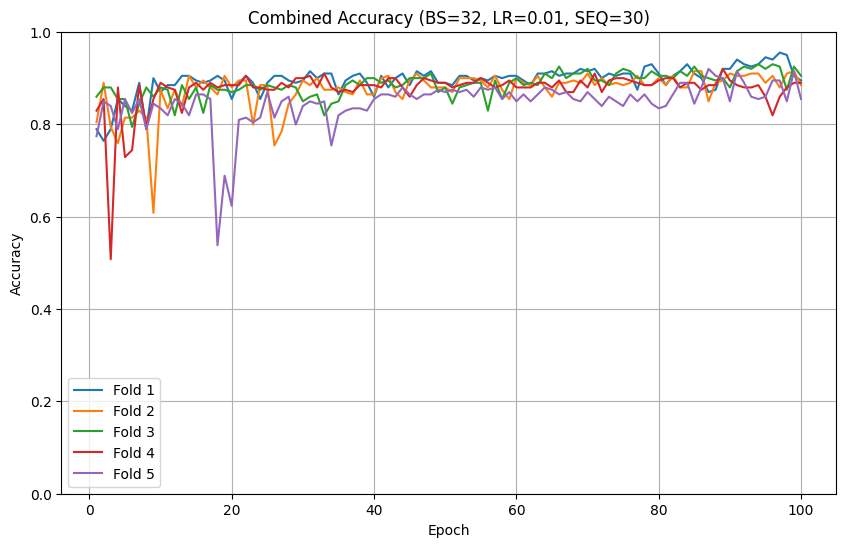 Combined Accuracy (BS=32, LR=0.01, SEQ=30)
1.0
0.8
0.6
0.4
0.2
0.0
Accuracy
Fold 1
Fold 2
Fold 3
Fold 4
Fold 5
0 20 40 60 80 100
Epoch